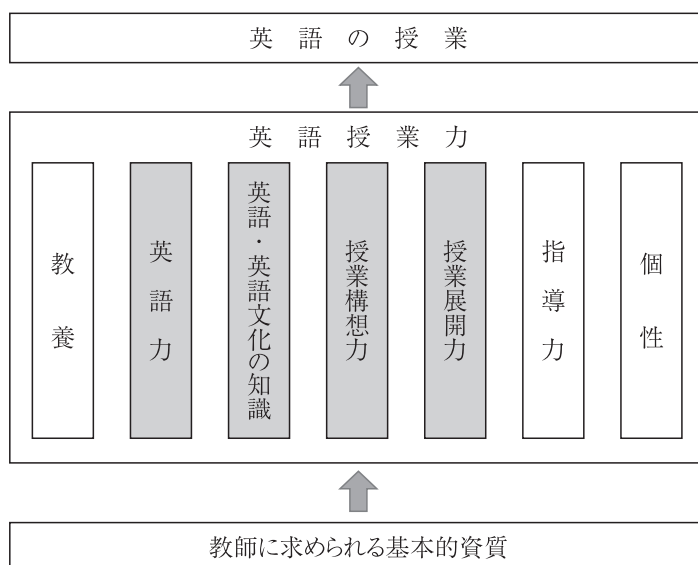 英語の授業
英語授業力
教養
英語力
英語・英語文化の知識
授業構想力
授業展開力
指導力
個性
教師に求められる基本的資質